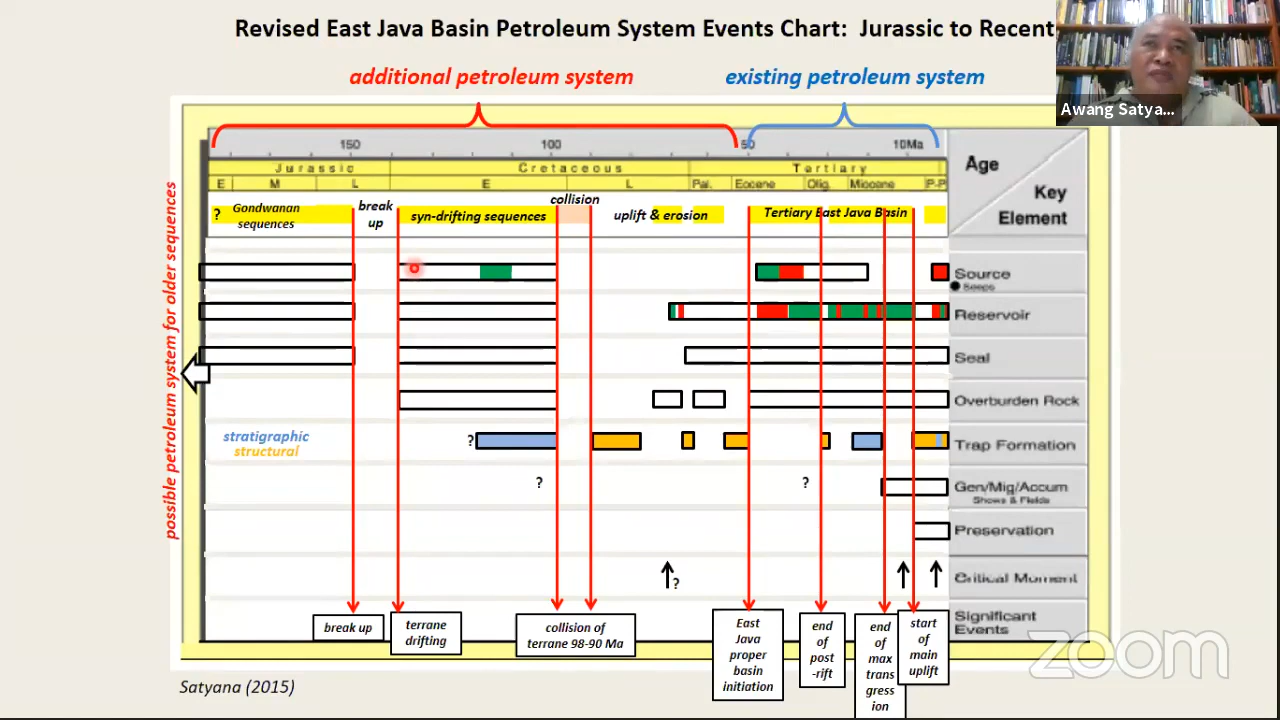 Revised East Java Basin Petroleum System Events Chart: Jurassic to Recent
Awang Satya...
additional petroleum system
existing petroleum system
150
100
50
10Ma
Jurassic
Cretaceous
Tertiary
E
M
L
E
L
Pal.
Eocene
Olig.
Miocene
P-P
Age
Key
Element
? Gondwanan
sequences
break
up
syn-drifting sequences
collision
uplift & erosion
Tertiary East Java Basin
possible petroleum system for older sequences
Source
Seeps
Reservoir
Seal
Overburden Rock
stratigraphic
structural
?
Trap Formation
?
?
Gen/Mig/Accum
Shows & Fields
Preservation
?
Critical Moment
Significant
Events
break up
terrane
drifting
collision of
terrane 98-90 Ma
East
Java
proper
basin
initiation
end
of
post
-rift
end
of
max
trans
gress
ion
start
of
main
uplift
zoom
Satyana (2015)